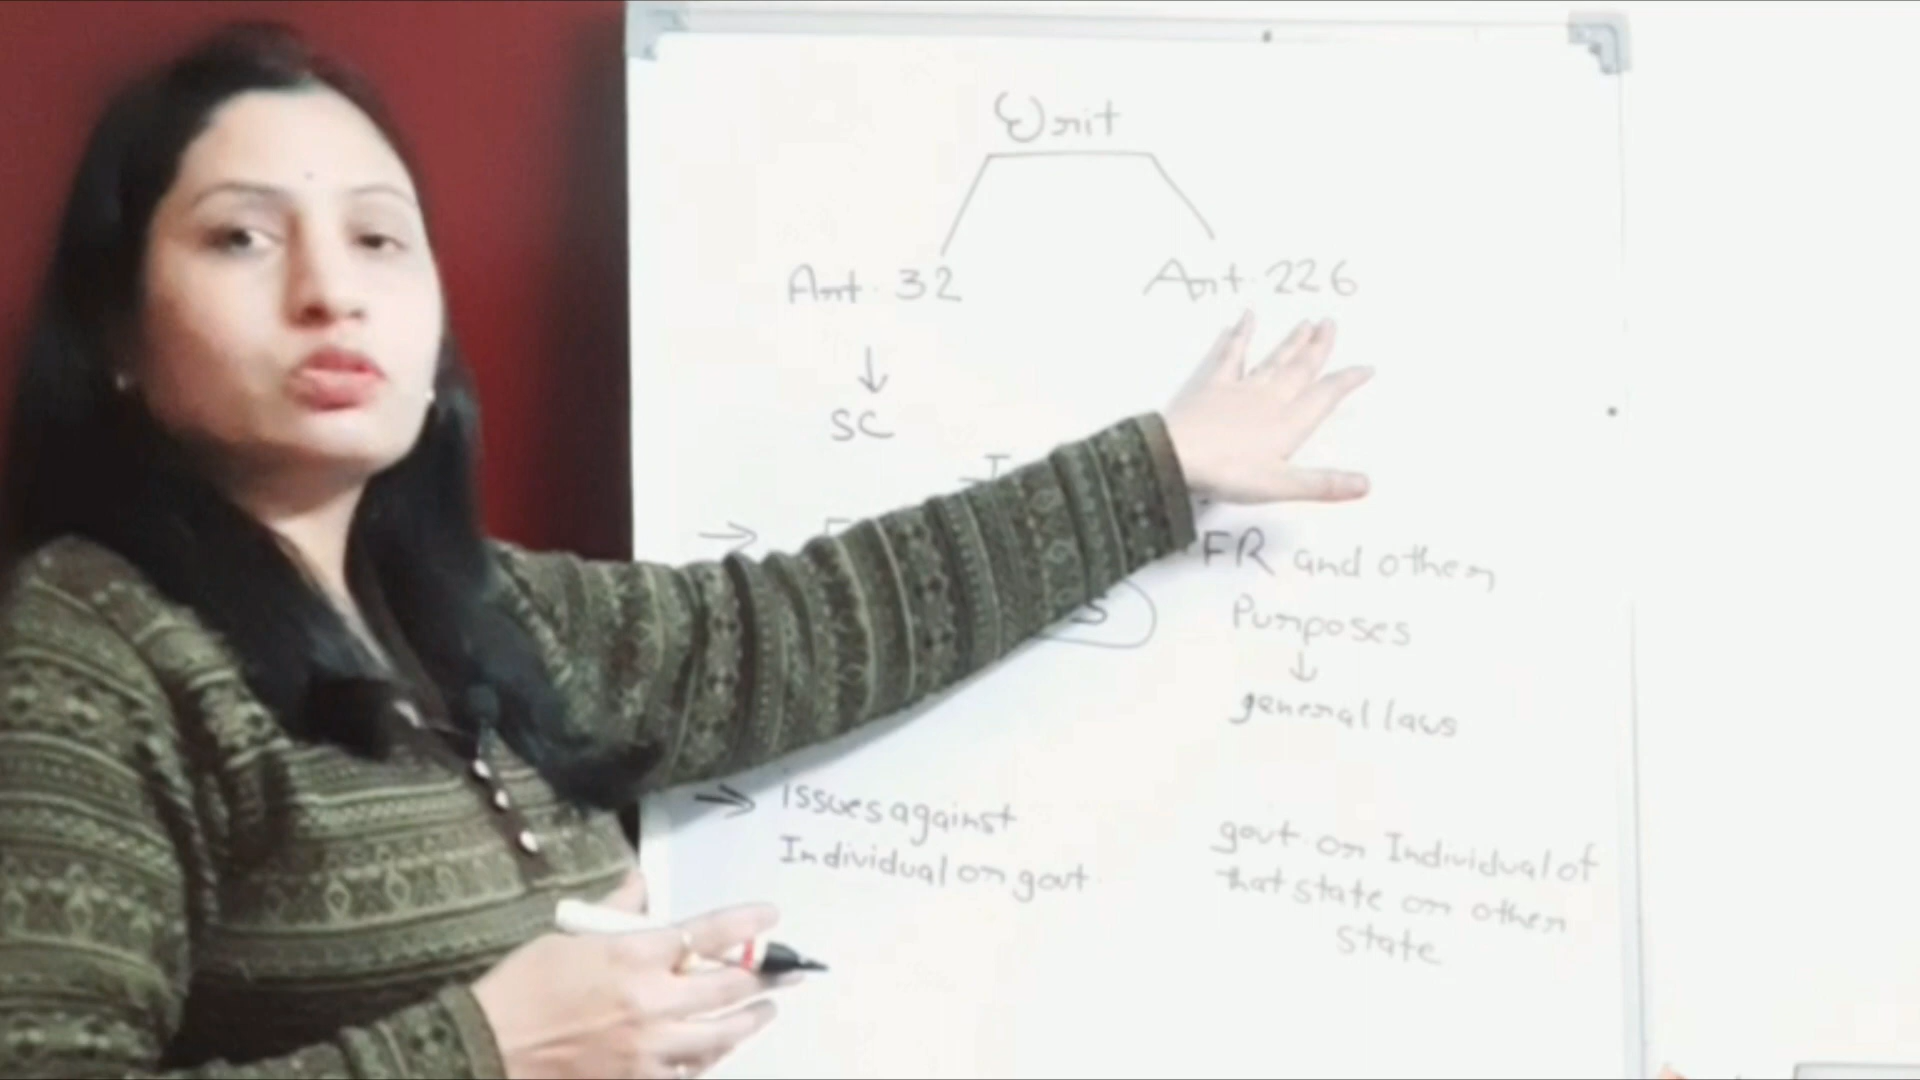 Writ
Art. 32
Art. 226
↓
SC
→
FR and other
Purposes
↓
general laws
→ Issues against
Individual or govt.
govt. or Individual of
that state or other
state